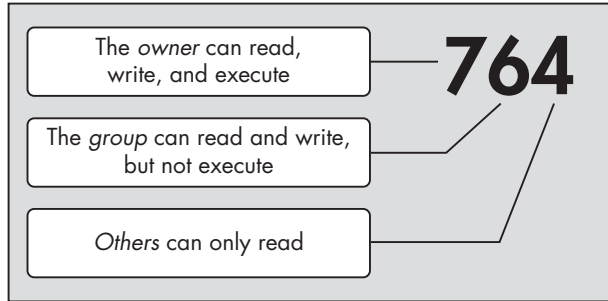 The owner can read,
write, and execute
764
The group can read and write,
but not execute
Others can only read